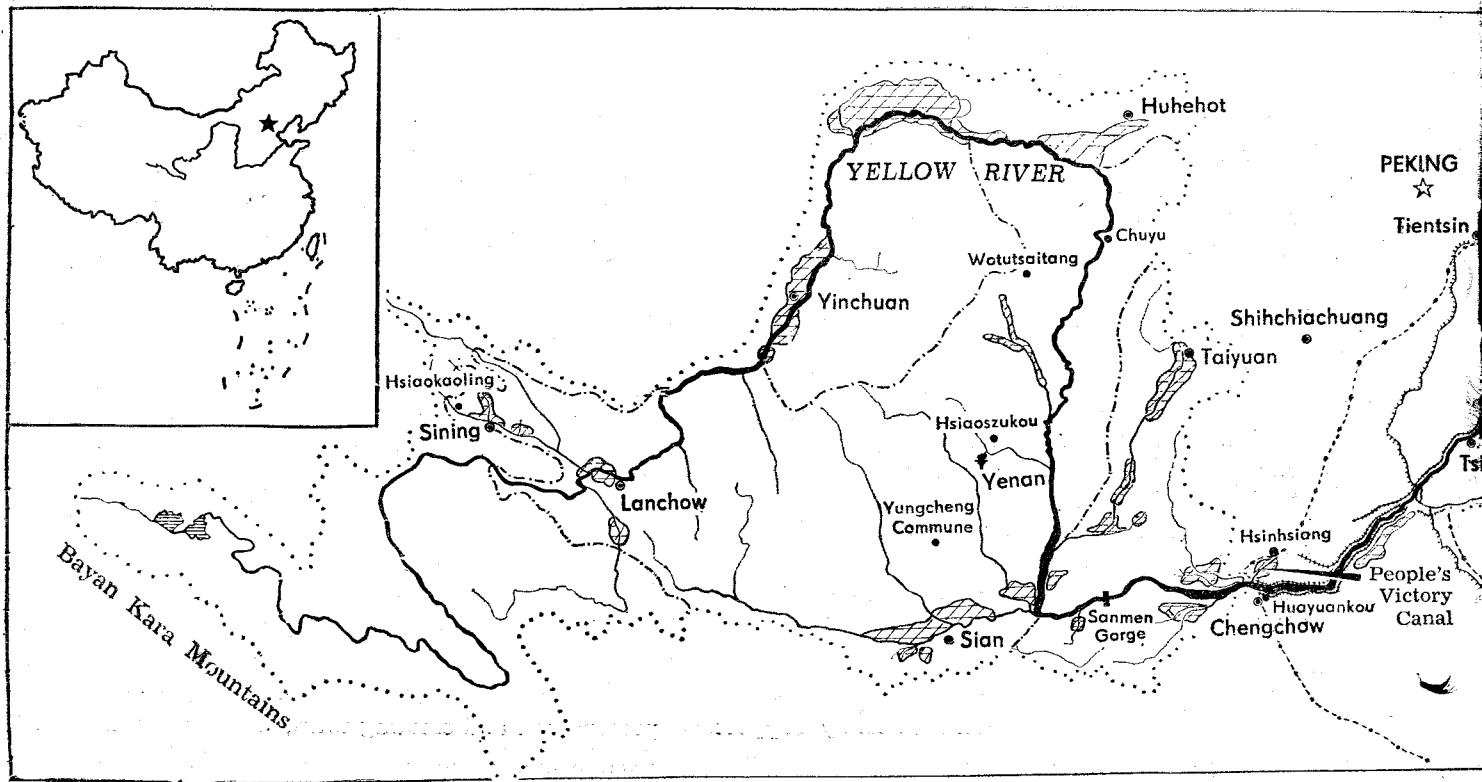 Huhehot
YELLOW RIVER
PEKING
Tientsin
Chuyu
Wotutsaitang
Yinchuan
Shihchiachuang
Taiyuan
Hsiaokaoling
Sining
Hsiaoszukou
Yenan
Lanchow
Yungcheng
Commune
Hsinhsiang
People's
Victory
Canal
Huayuankou
Sanmen
Gorge
Chengchow
Sian
Bayan Kara Mountains